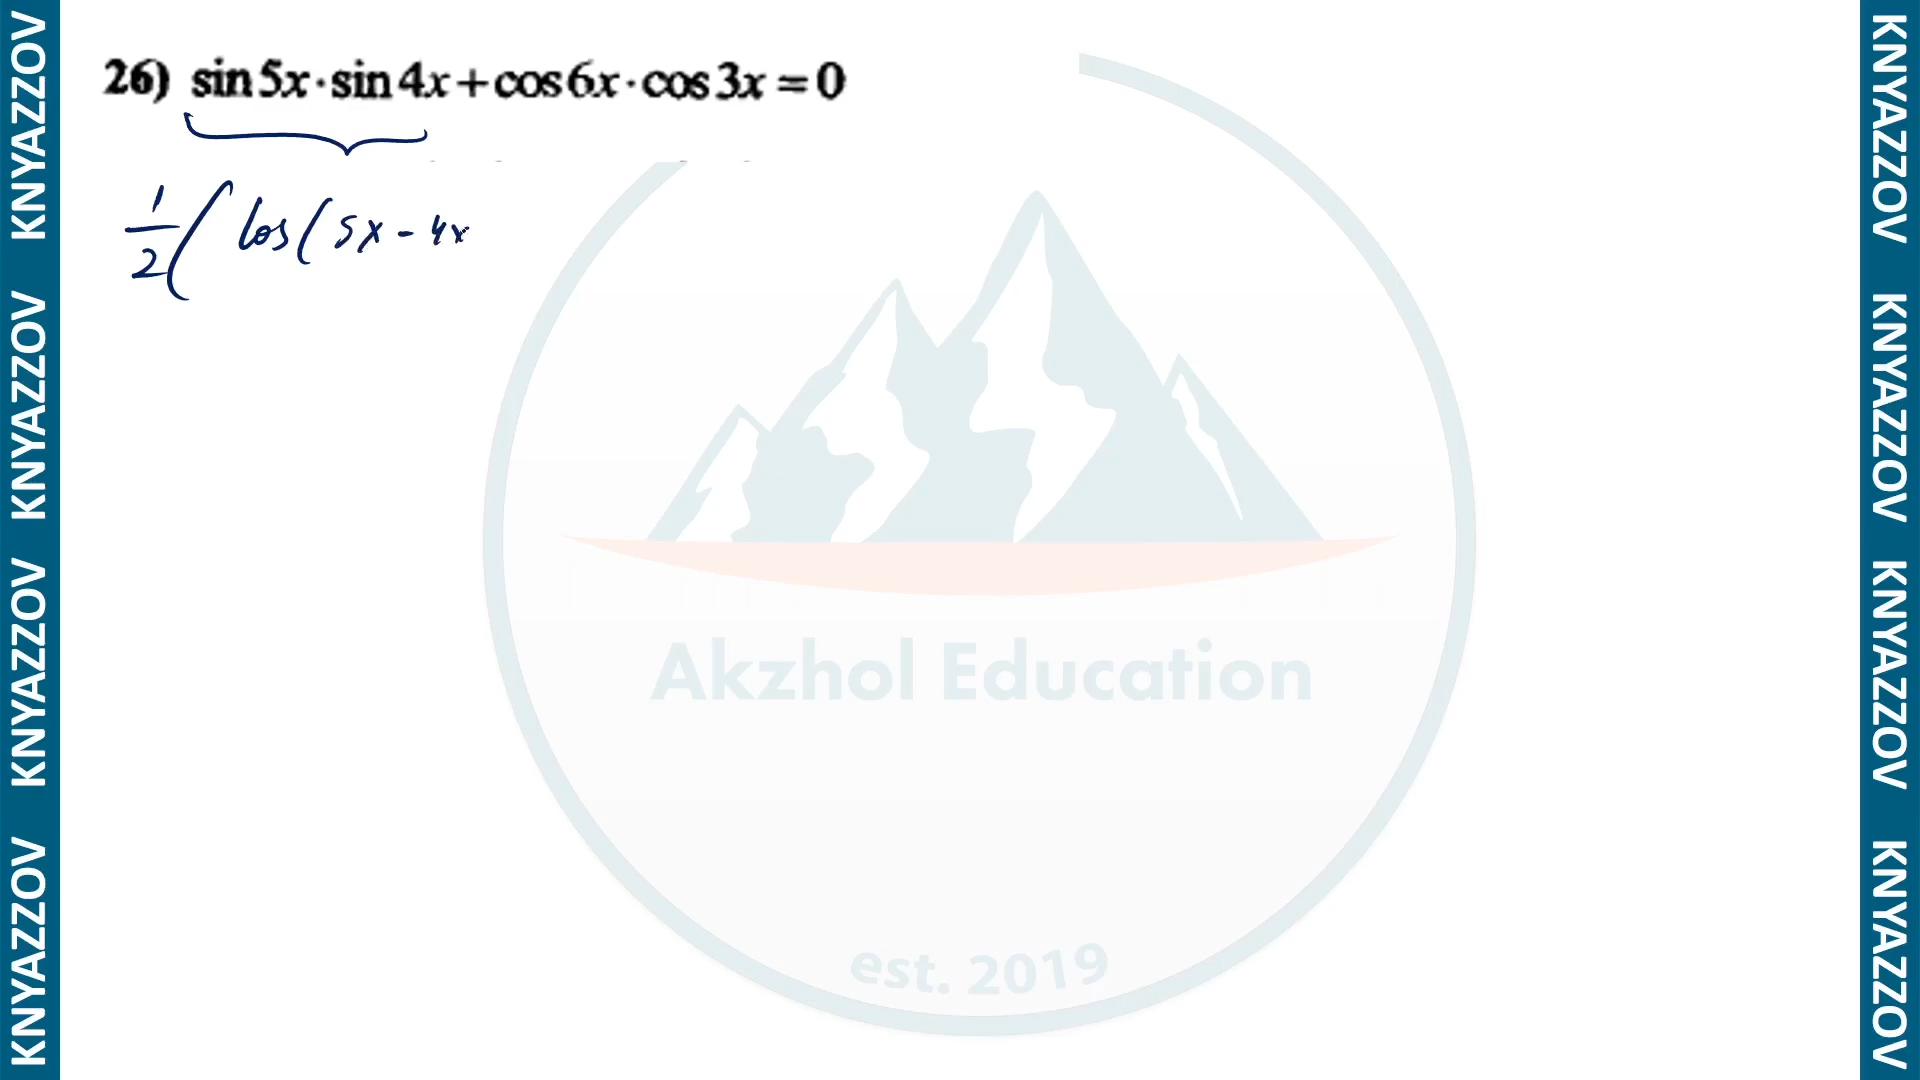 26) sin 5x · sin 4x + cos 6x · cos 3x = 0
1/2 ( cos ( 5x - 4x
Akzhol Education
est. 2019
KNYAZZOV KNYAZZOV KNYAZZOV KNYAZZOV
KNYAZZOV KNYAZZOV KNYAZZOV KNYAZZOV